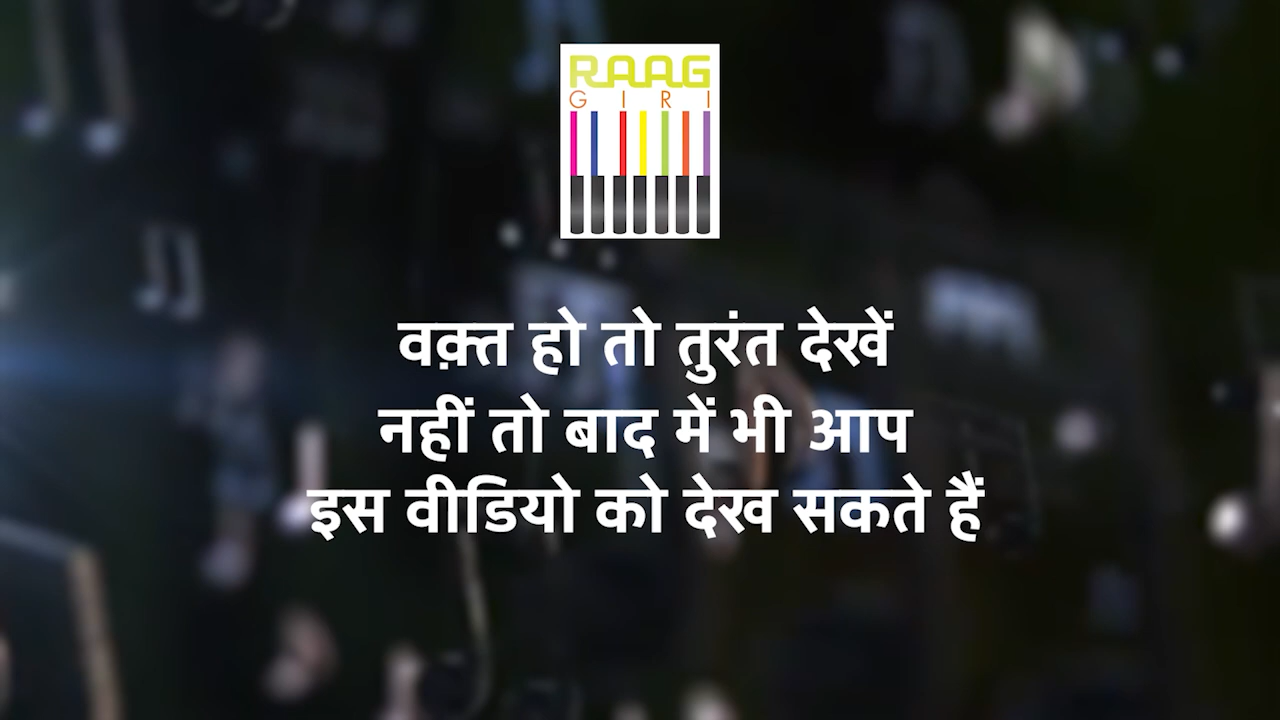 RAAG
GIRI
वक़्त हो तो तुरंत देखें
नहीं तो बाद में भी आप
इस वीडियो को देख सकते हैं